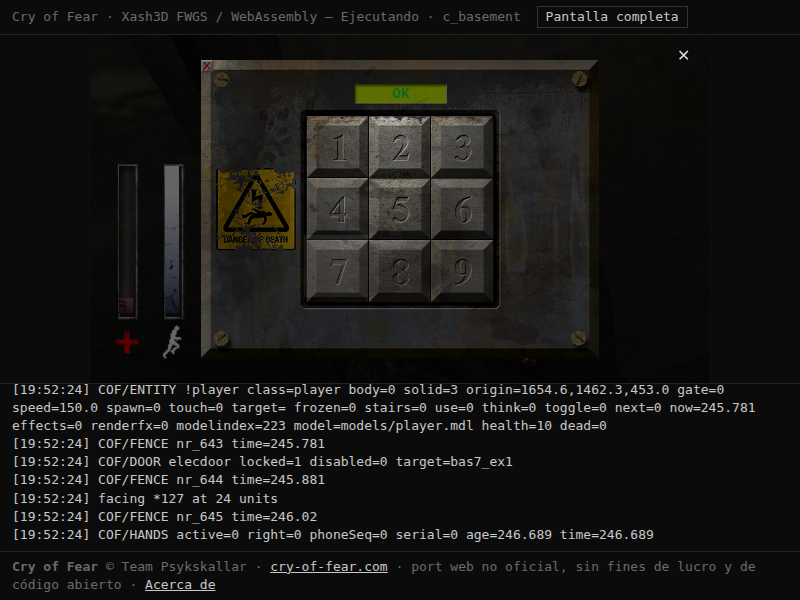 Cry of Fear · Xash3D FWGS / WebAssembly — Ejecutando · c_basement
Pantalla completa
×
OK
1 2 3
4 5 6
7 8 9
DANGER OF DEATH
[19:52:24] COF/ENTITY !player class=player body=0 solid=3 origin=1654.6,1462.3,453.0 gate=0
speed=150.0 spawn=0 touch=0 target= frozen=0 stairs=0 use=0 think=0 toggle=0 next=0 now=245.781
effects=0 renderfx=0 modelindex=223 model=models/player.mdl health=10 dead=0
[19:52:24] COF/FENCE nr_643 time=245.781
[19:52:24] COF/DOOR elecdoor locked=1 disabled=0 target=bas7_ex1
[19:52:24] COF/FENCE nr_644 time=245.881
[19:52:24] facing *127 at 24 units
[19:52:24] COF/FENCE nr_645 time=246.02
[19:52:24] COF/HANDS active=0 right=0 phoneSeq=0 serial=0 age=246.689 time=246.689
Cry of Fear © Team Psykskallar · cry-of-fear.com · port web no oficial, sin fines de lucro y de
código abierto · Acerca de